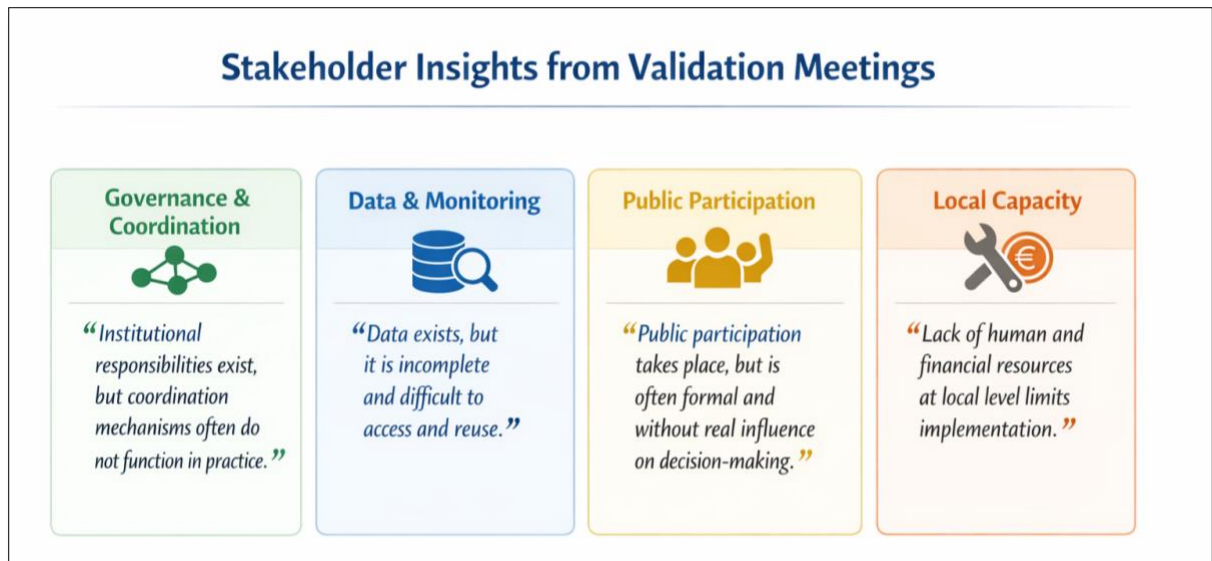 Stakeholder Insights from Validation Meetings
Governance &
Coordination
“Institutional
responsibilities exist,
but coordination
mechanisms often do
not function in practice.”
Data & Monitoring
“Data exists, but
it is incomplete
and difficult to
access and reuse.”
Public Participation
“Public participation
takes place, but is
often formal and
without real influence
on decision-making.”
Local Capacity
€
“Lack of human and
financial resources
at local level limits
implementation.”